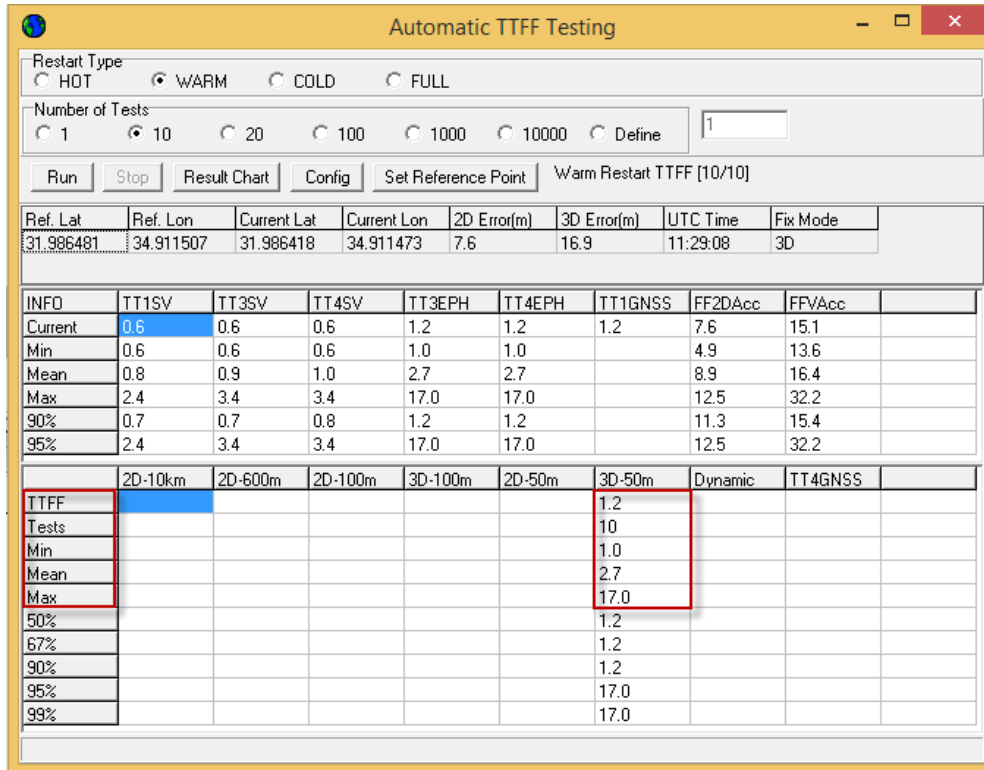 Automatic TTFF Testing
Restart Type
HOT WARM COLD FULL
Number of Tests
1 10 20 100 1000 10000 Define 1
Run Stop Result Chart Config Set Reference Point Warm Restart TTFF [10/10]
Ref. Lat Ref. Lon Current Lat Current Lon 2D Error(m) 3D Error(m) UTC Time Fix Mode
31.986481 34.911507 31.986418 34.911473 7.6 16.9 11:29:08 3D
INFO TT1SV TT3SV TT4SV TT3EPH TT4EPH TT1GNSS FF2DAcc FFVAcc
Current 0.6 0.6 0.6 1.2 1.2 1.2 7.6 15.1
Min 0.6 0.6 0.6 1.0 1.0 4.9 13.6
Mean 0.8 0.9 1.0 2.7 2.7 8.9 16.4
Max 2.4 3.4 3.4 17.0 17.0 12.5 32.2
90% 0.7 0.7 0.8 1.2 1.2 11.3 15.4
95% 2.4 3.4 3.4 17.0 17.0 12.5 32.2
2D-10km 2D-600m 2D-100m 3D-100m 2D-50m 3D-50m Dynamic TT4GNSS
TTFF 1.2
Tests 10
Min 1.0
Mean 2.7
Max 17.0
50% 1.2
67% 1.2
90% 1.2
95% 17.0
99% 17.0